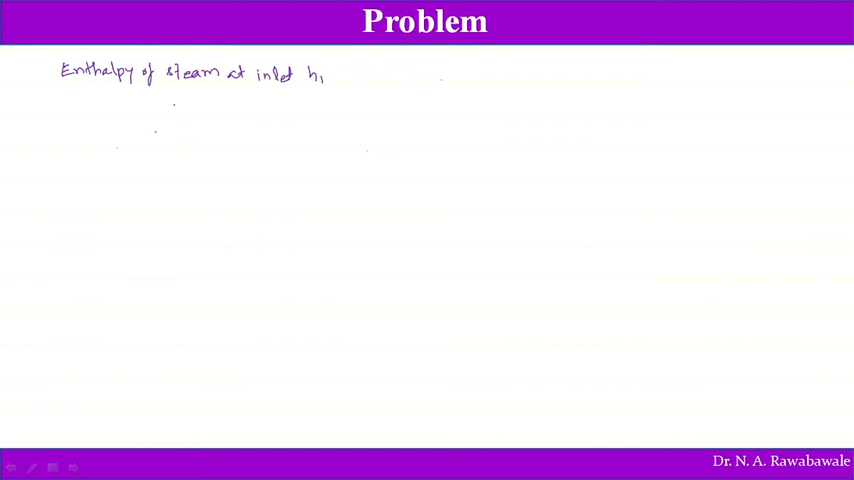 Problem
Enthalpy of steam at inlet h₁
Dr. N. A. Rawabawale